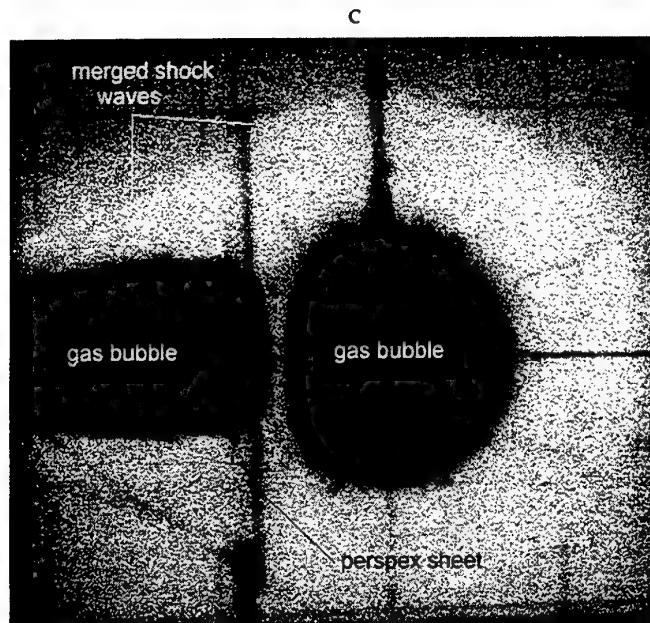 C
merged shock
waves
gas bubble
gas bubble
perspex sheet